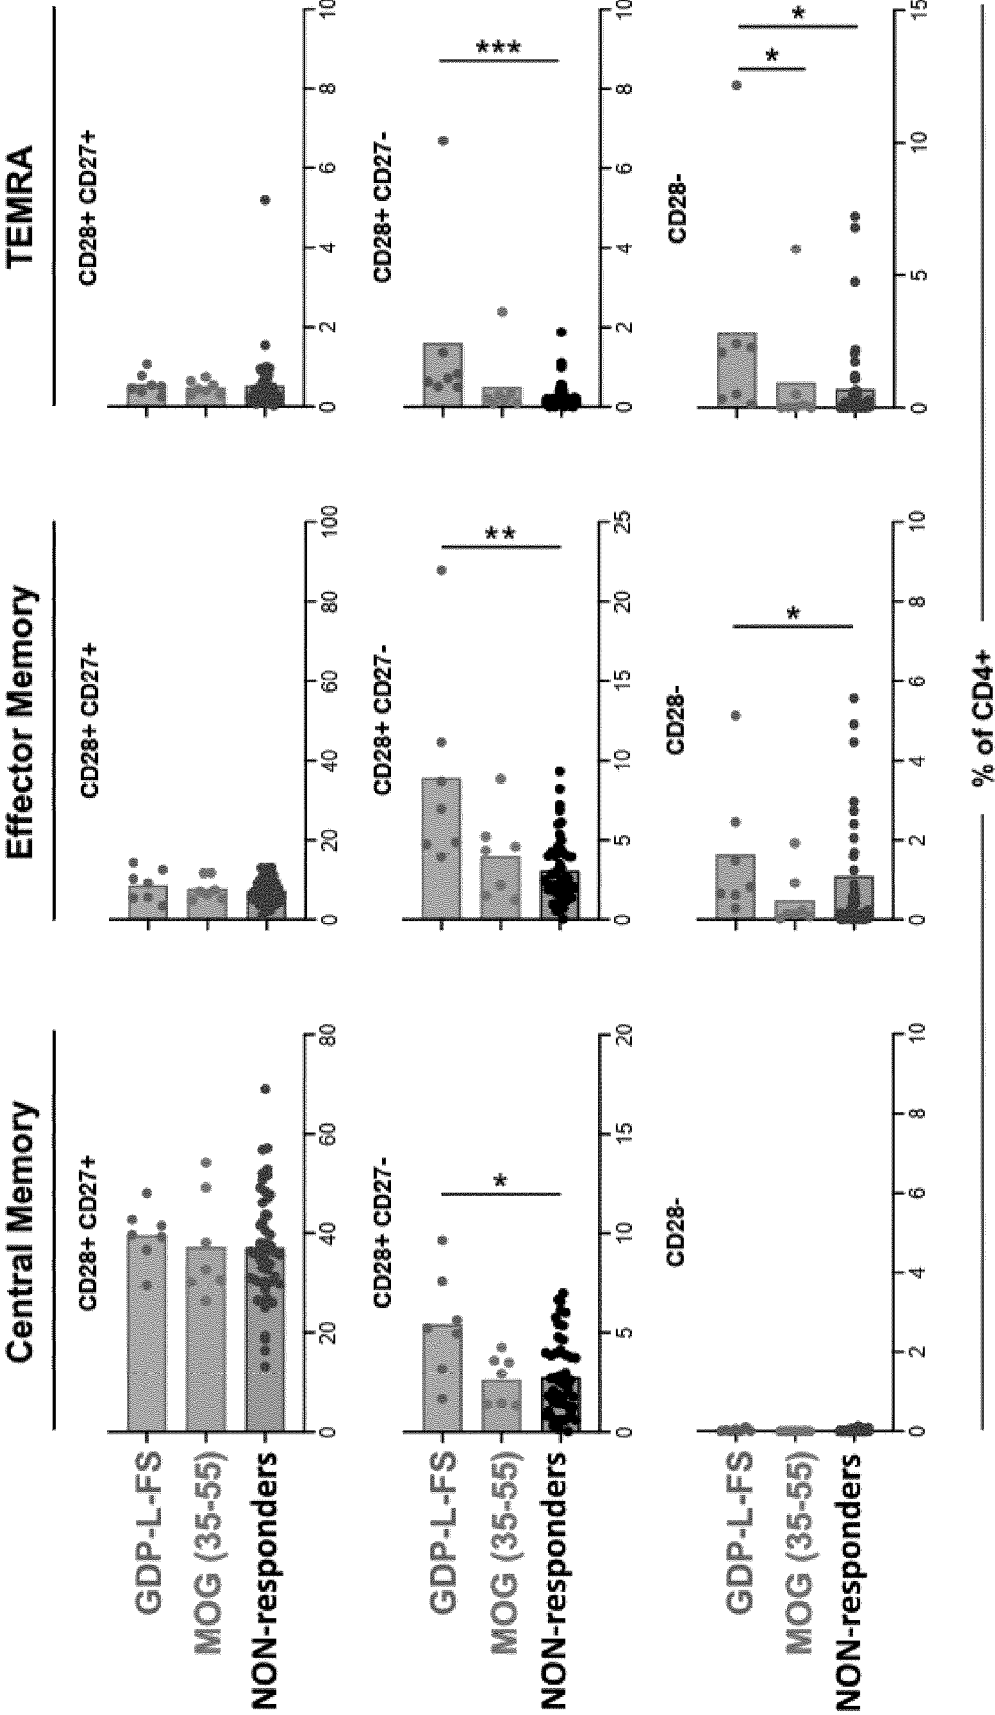 Central Memory
Effector Memory
TEMRA
CD28+ CD27+
CD28+ CD27+
CD28+ CD27+
GDP-L-FS
MOG (35-55)
NON-responders
0 20 40 60 80
0 20 40 60 80 100
0 2 4 6 8 10
CD28+ CD27-
CD28+ CD27-
CD28+ CD27-
GDP-L-FS
MOG (35-55)
NON-responders
*
**
***
0 5 10 15 20
0 5 10 15 20 25
0 2 4 6 8 10
CD28-
CD28-
CD28-
GDP-L-FS
MOG (35-55)
NON-responders
*
*
*
0 2 4 6 8 10
0 2 4 6 8 10
0 5 10 15
% of CD4+